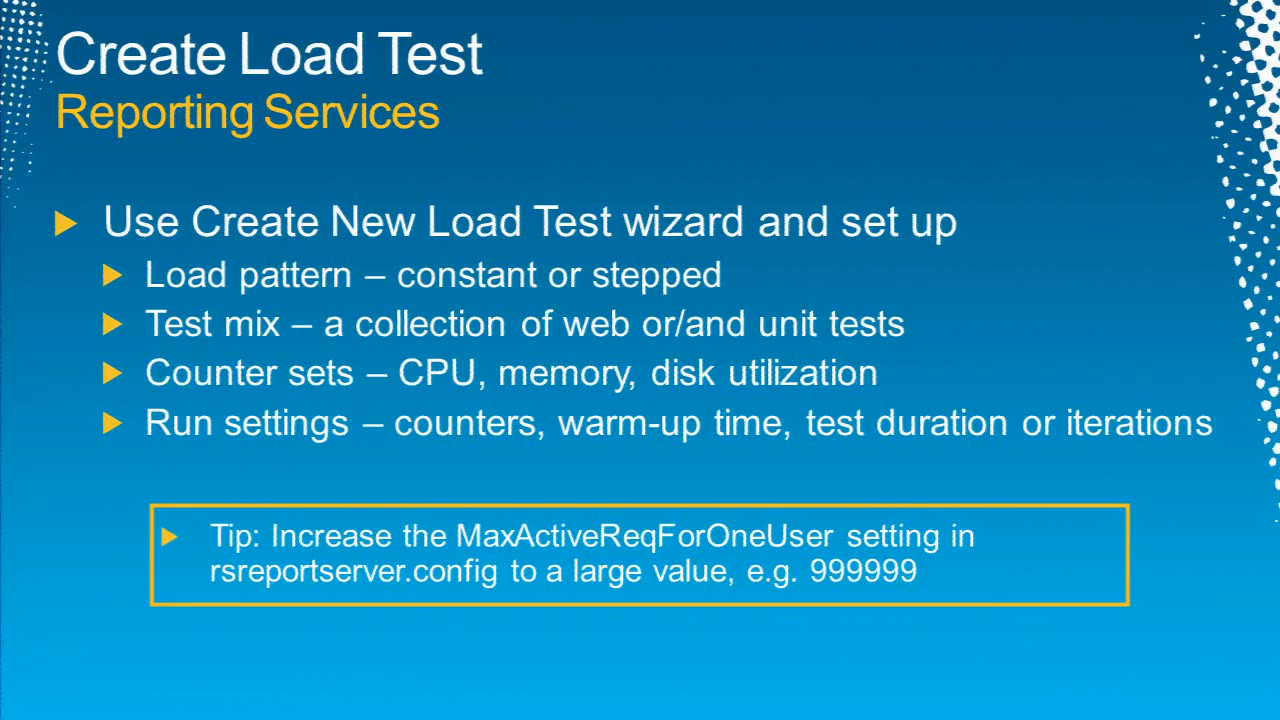 Create Load Test
Reporting Services
Use Create New Load Test wizard and set up
Load pattern – constant or stepped
Test mix – a collection of web or/and unit tests
Counter sets – CPU, memory, disk utilization
Run settings – counters, warm-up time, test duration or iterations
Tip: Increase the MaxActiveReqForOneUser setting in
rsreportserver.config to a large value, e.g. 999999